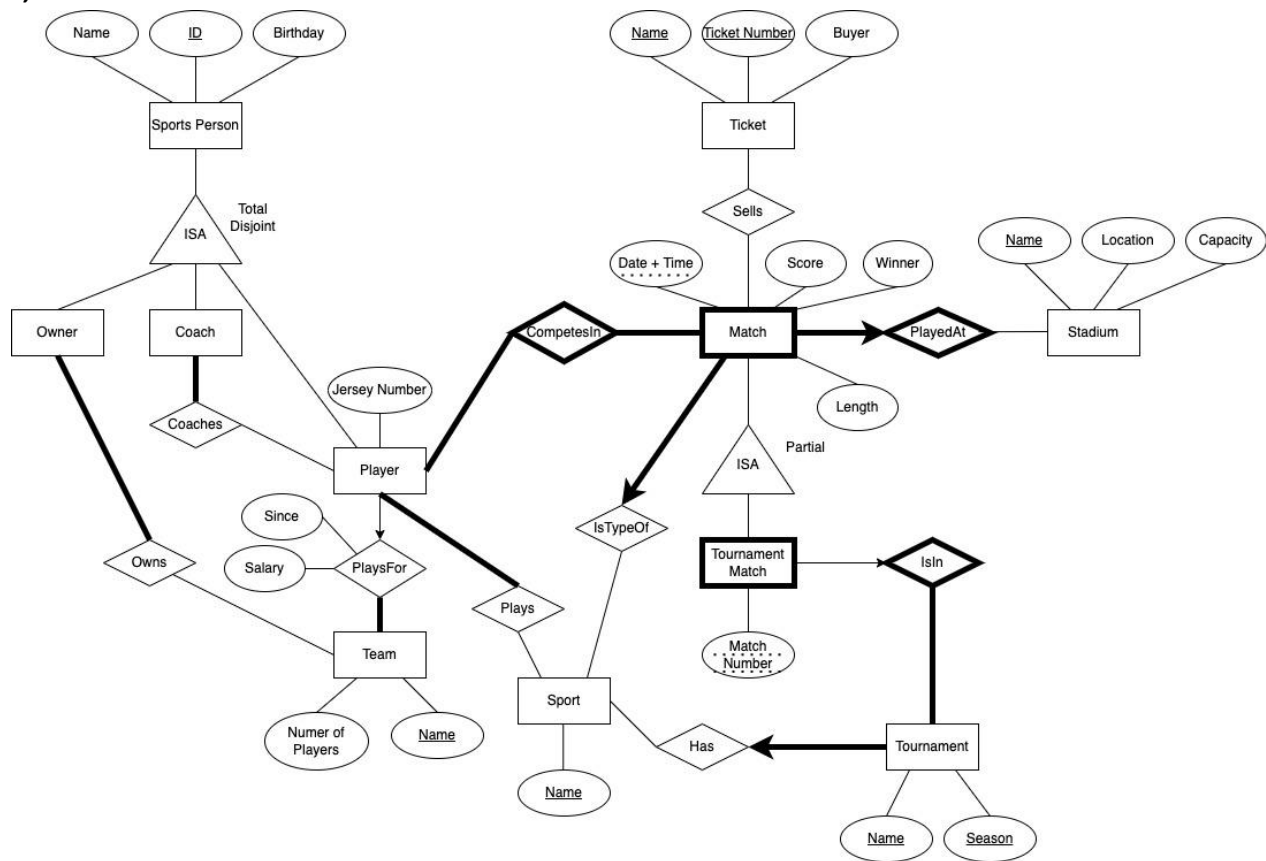 Name
ID
Birthday
Name
Ticket Number
Buyer
Sports Person
Ticket
Total
Disjoint
ISA
Sells
Date + Time
Score
Winner
Name
Location
Capacity
Owner
Coach
CompetesIn
Match
PlayedAt
Stadium
Jersey Number
Length
Coaches
Player
Partial
ISA
Since
IsTypeOf
Owns
Salary
PlaysFor
Tournament
Match
IsIn
Plays
Team
Match
Number
Sport
Numer of
Players
Name
Has
Tournament
Name
Name
Season